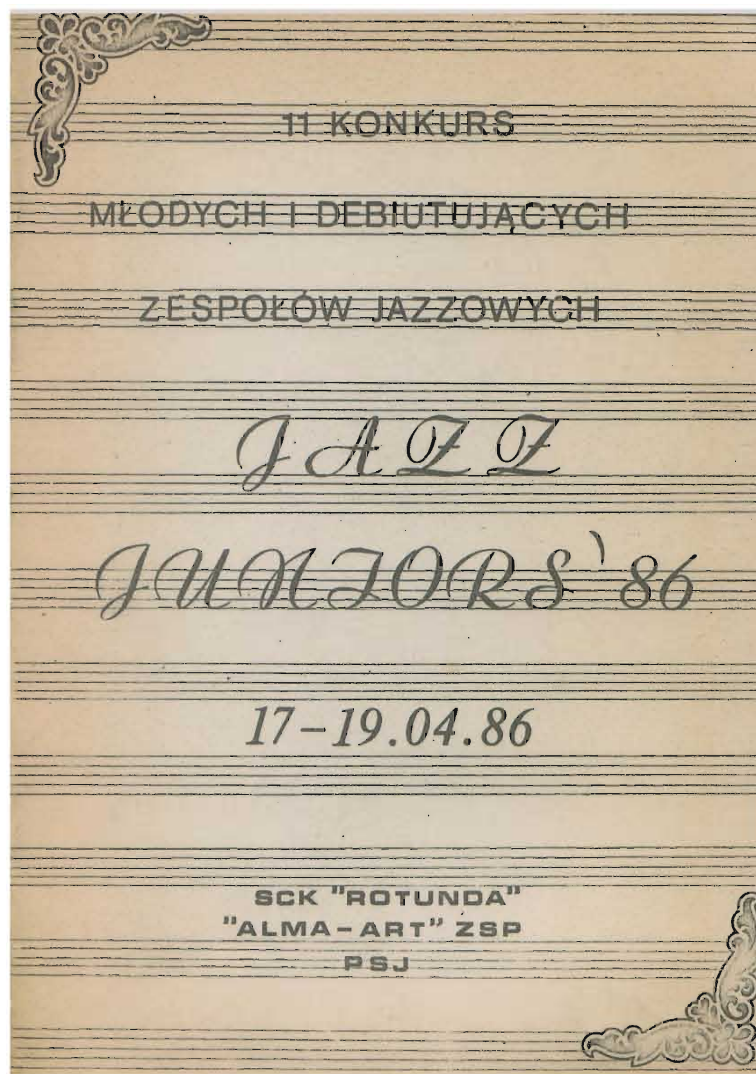 11 KONKURS
MŁODYCH I DEBIUTUJĄCYCH
ZESPOŁÓW JAZZOWYCH
JAZZ
JUNIORS '86
17-19.04.86
SCK "ROTUNDA"
"ALMA-ART" ZSP
PSJ